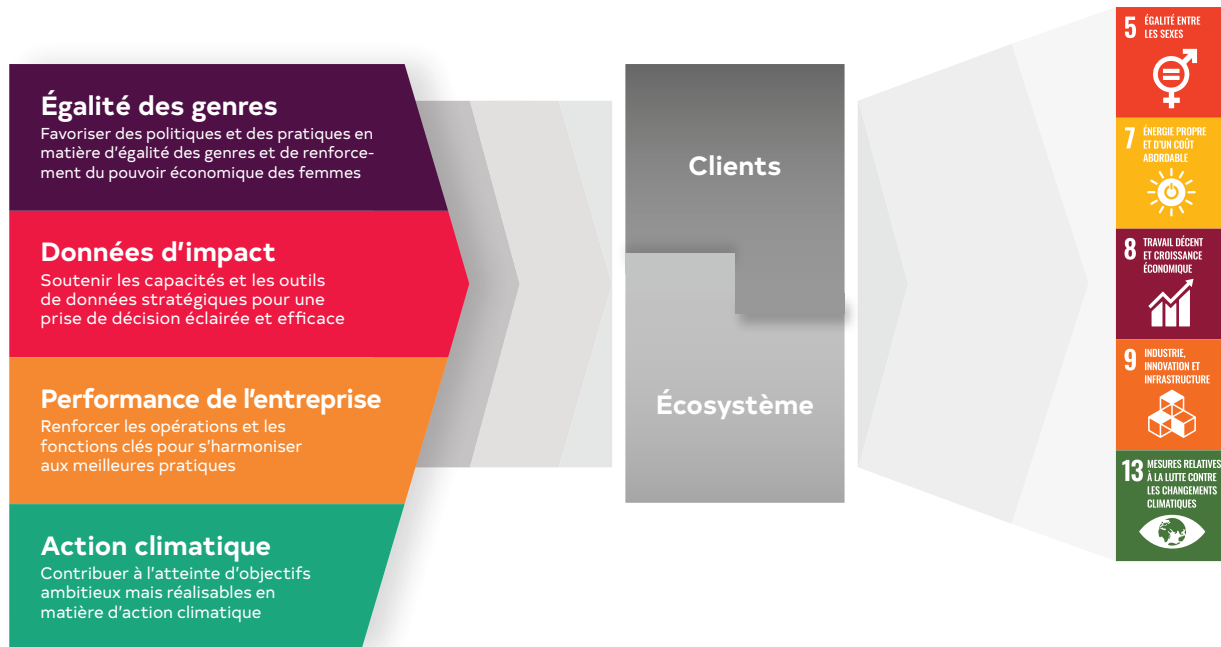 Égalité des genres
Favoriser des politiques et des pratiques en
matière d'égalité des genres et de renforce-
ment du pouvoir économique des femmes
Données d'impact
Soutenir les capacités et les outils
de données stratégiques pour une
prise de décision éclairée et efficace
Performance de l'entreprise
Renforcer les opérations et les
fonctions clés pour s'harmoniser
aux meilleures pratiques
Action climatique
Contribuer à l'atteinte d'objectifs
ambitieux mais réalisables en
matière d'action climatique
Clients
Écosystème
5 ÉGALITÉ ENTRE
LES SEXES
7 ÉNERGIE PROPRE
ET D'UN COÛT
ABORDABLE
8 TRAVAIL DÉCENT
ET CROISSANCE
ÉCONOMIQUE
9 INDUSTRIE,
INNOVATION ET
INFRASTRUCTURE
13 MESURES RELATIVES
À LA LUTTE CONTRE
LES CHANGEMENTS
CLIMATIQUES